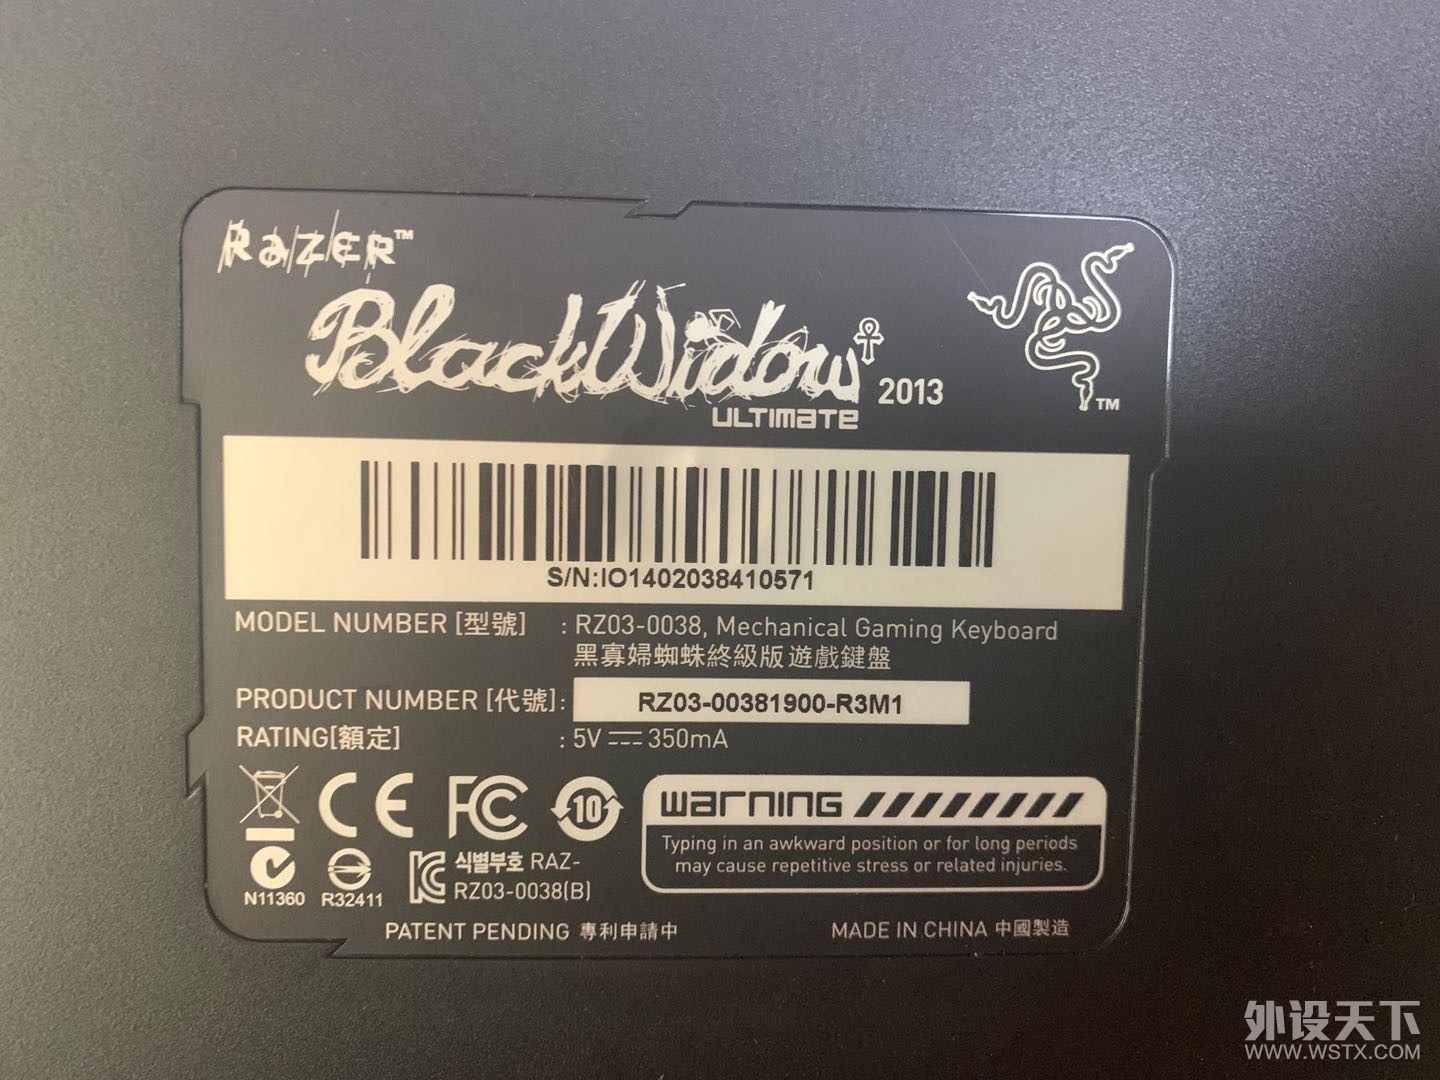 RAZER™
BlackWidow 2013
ULTIMATE
TM
S/N:IO1402038410571
MODEL NUMBER [型號] : RZ03-0038, Mechanical Gaming Keyboard
黑寡婦蜘蛛終級版遊戲鍵盤
PRODUCT NUMBER [代號]: RZ03-00381900-R3M1
RATING[額定] : 5V ⎓ 350mA
CE FC 10
warning
Typing in an awkward position or for long periods
may cause repetitive stress or related injuries.
식별부호 RAZ-
RZ03-0038(B)
N11360 R32411
PATENT PENDING 專利申請中 MADE IN CHINA 中國製造
外设天下
WWW.WSTX.COM